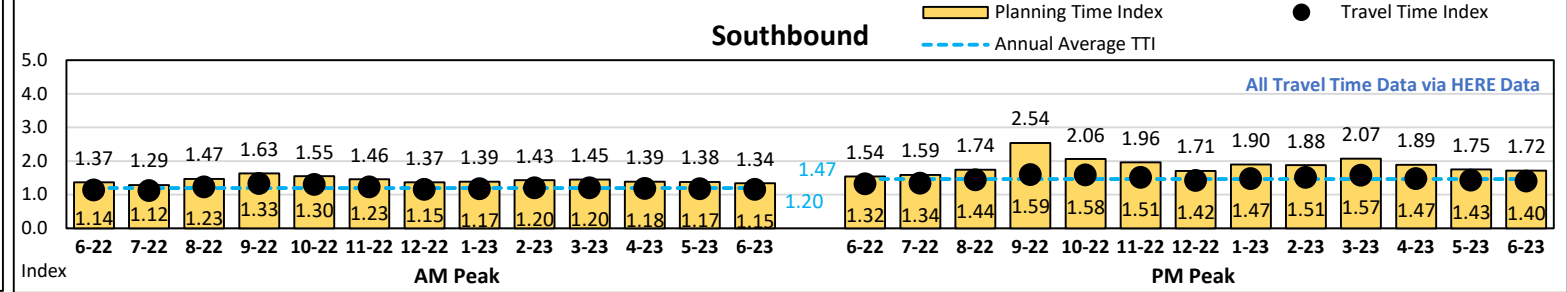 Planning Time Index
Travel Time Index
Southbound
Annual Average TTI
5.0
All Travel Time Data via HERE Data
4.0
3.0
2.0
1.0
0.0
1.37 1.29 1.47 1.63 1.55 1.46 1.37 1.39 1.43 1.45 1.39 1.38 1.34
1.47
1.54 1.59 1.74 2.54 2.06 1.96 1.71 1.90 1.88 2.07 1.89 1.75 1.72
1.20
1.14 1.12 1.23 1.33 1.30 1.23 1.15 1.17 1.20 1.20 1.18 1.17 1.15
1.32 1.34 1.44 1.59 1.58 1.51 1.42 1.47 1.51 1.57 1.47 1.43 1.40
6-22 7-22 8-22 9-22 10-22 11-22 12-22 1-23 2-23 3-23 4-23 5-23 6-23
6-22 7-22 8-22 9-22 10-22 11-22 12-22 1-23 2-23 3-23 4-23 5-23 6-23
Index
AM Peak
PM Peak